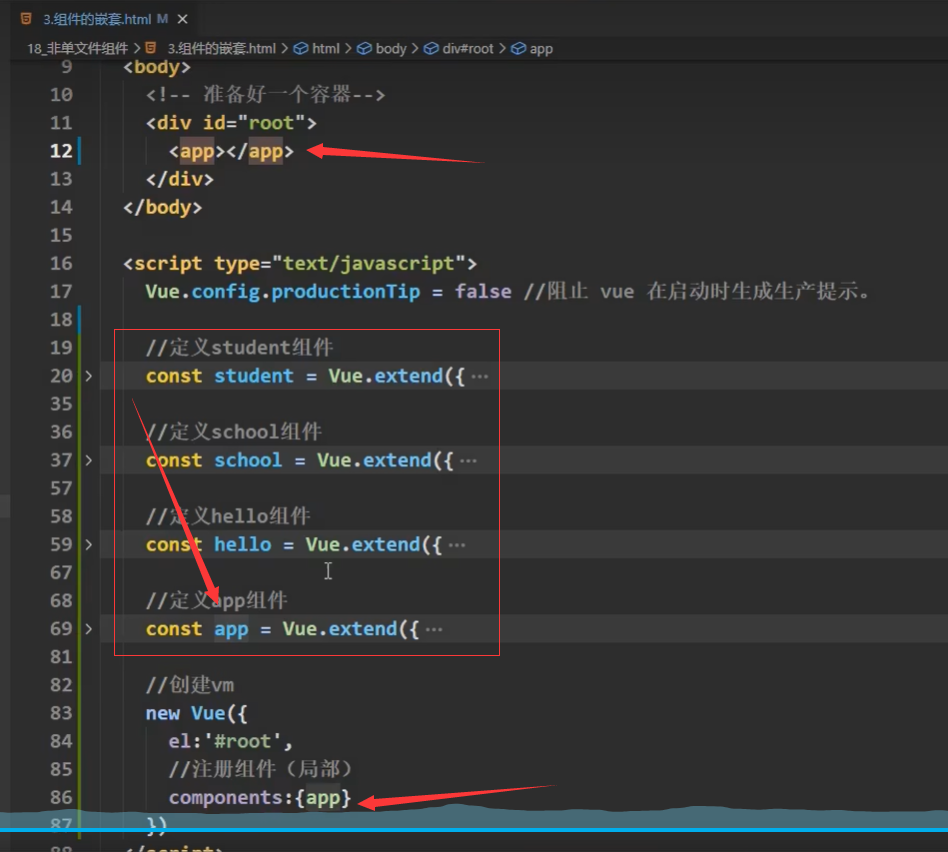 3.组件的嵌套.html M ×
18_非单文件组件 > 3.组件的嵌套.html > html > body > div#root > app
9 <body>
10 <!-- 准备好一个容器-->
11 <div id="root">
12 <app></app>
13 </div>
14 </body>
15
16 <script type="text/javascript">
17 Vue.config.productionTip = false //阻止 vue 在启动时生成生产提示。
18
19 //定义student组件
20 const student = Vue.extend({ ···
35
36 //定义school组件
37 const school = Vue.extend({ ···
57
58 //定义hello组件
59 const hello = Vue.extend({ ···
67
68 //定义app组件
69 const app = Vue.extend({ ···
81
82 //创建vm
83 new Vue({
84 el:'#root',
85 //注册组件（局部）
86 components:{app}
87 })
88 </script>